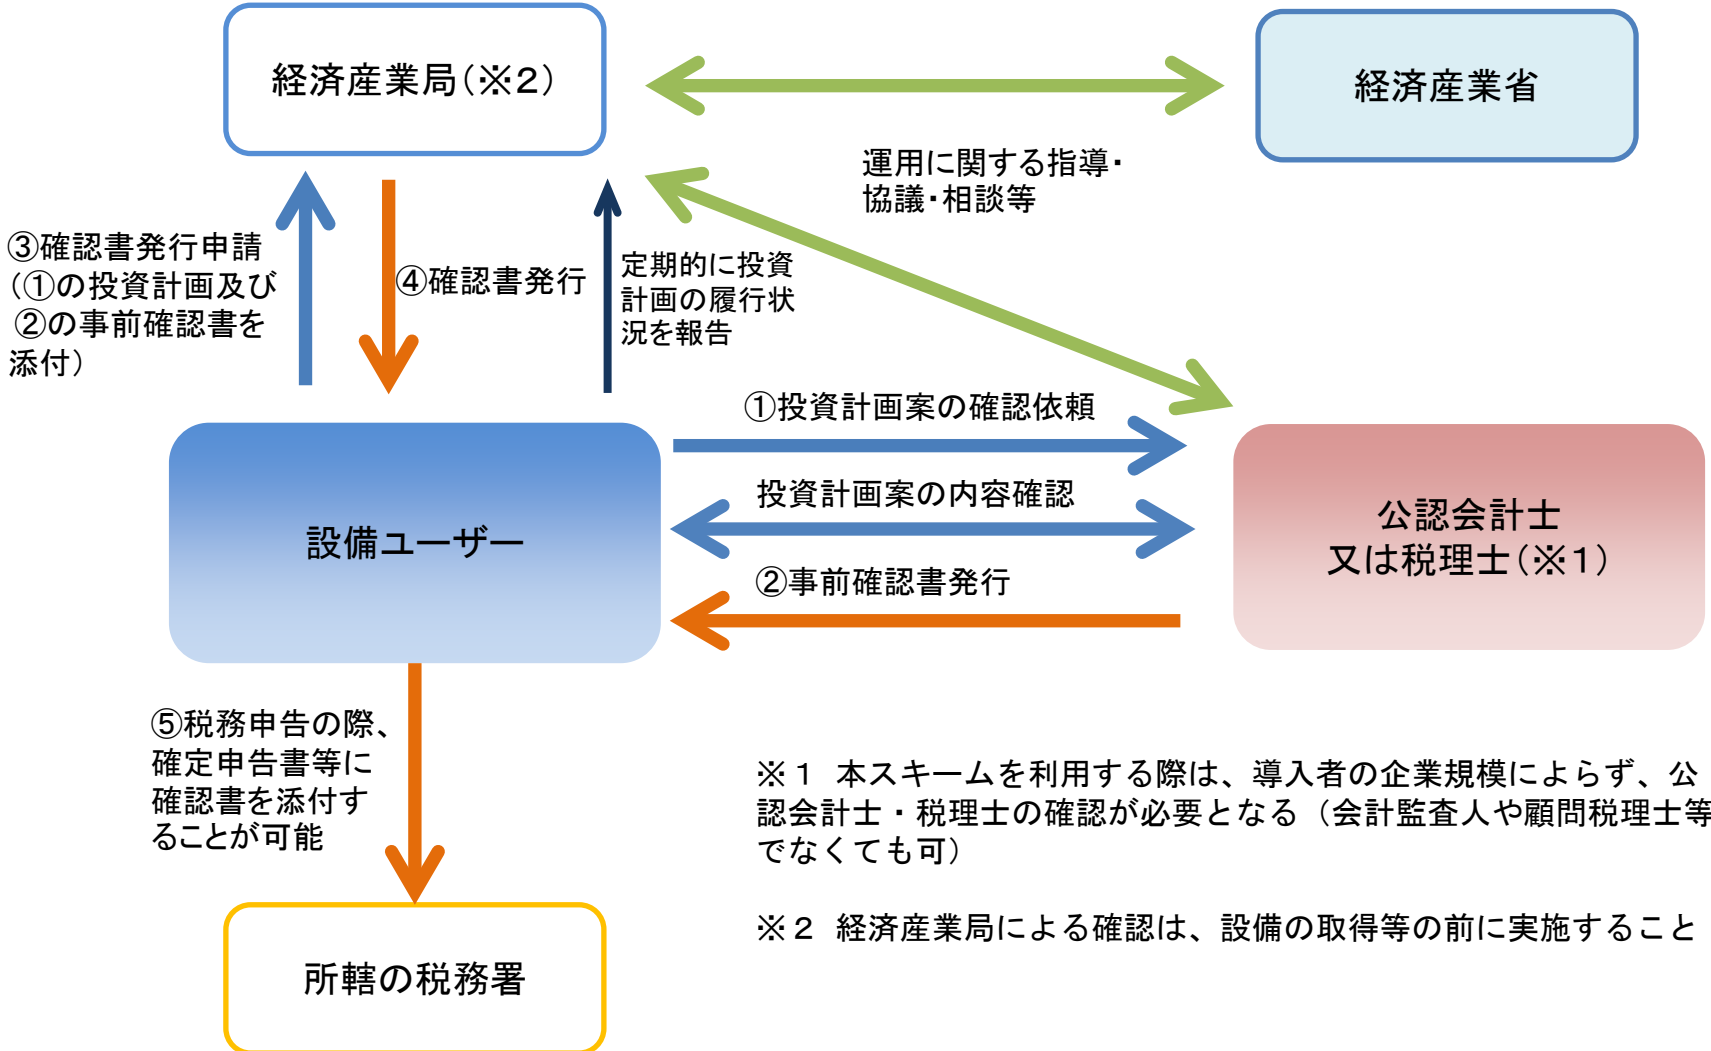 経済産業局（※２）
経済産業省
運用に関する指導・
協議・相談等
③確認書発行申請
（①の投資計画及び
②の事前確認書を
添付）
④確認書発行
定期的に投資
計画の履行状
況を報告
①投資計画案の確認依頼
投資計画案の内容確認
②事前確認書発行
設備ユーザー
公認会計士
又は税理士（※１）
⑤税務申告の際、
確定申告書等に
確認書を添付す
ることが可能
※１ 本スキームを利用する際は、導入者の企業規模によらず、公
認会計士・税理士の確認が必要となる（会計監査人や顧問税理士等
でなくても可）
※２ 経済産業局による確認は、設備の取得等の前に実施すること
所轄の税務署